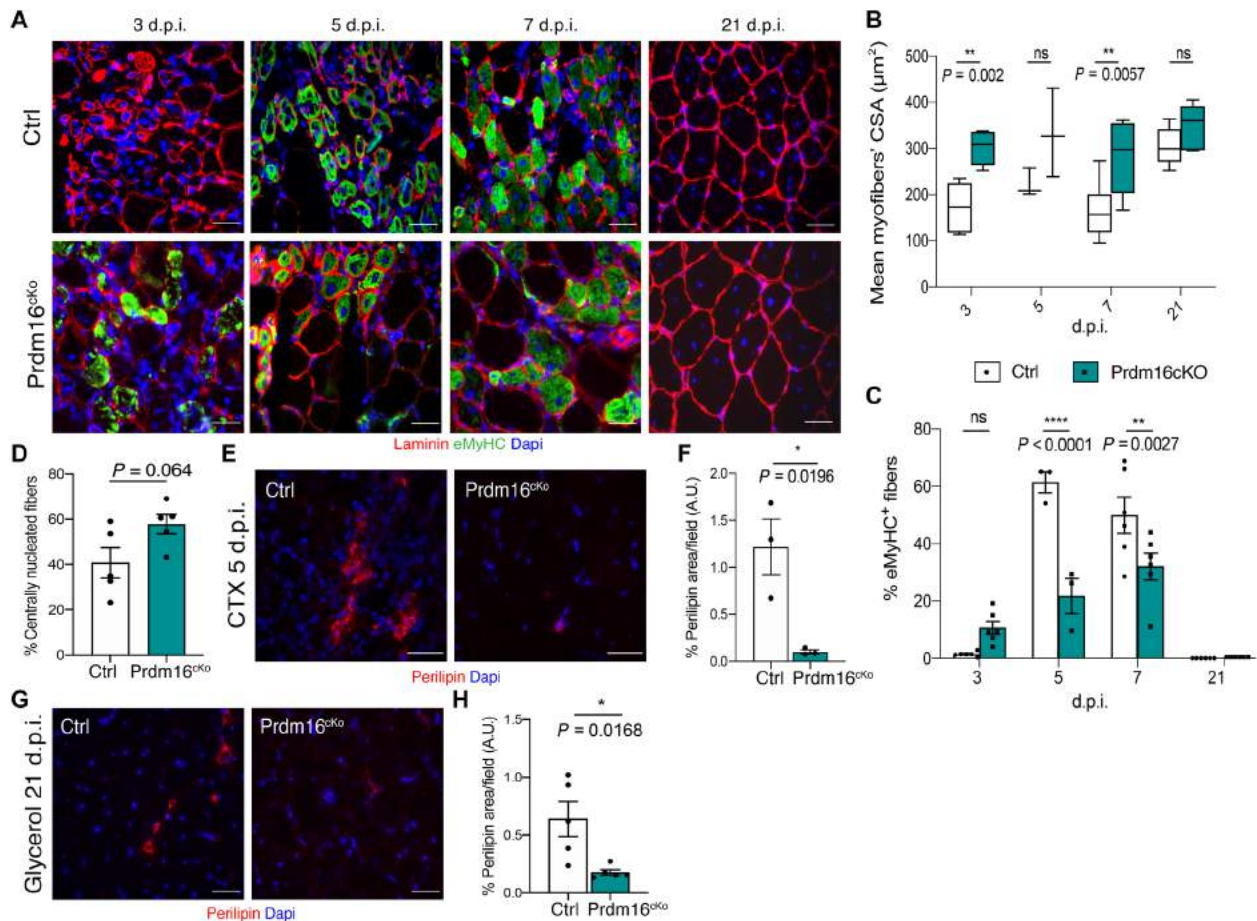 A
3 d.p.i. 5 d.p.i. 7 d.p.i. 21 d.p.i.
Ctrl
Prdm16cKo
Laminin eMyHC Dapi
B
Mean myofibers' CSA (µm²)
500
400
300
200
100
0
** ns ** ns
P = 0.002 P = 0.0057
3 5 7 21
d.p.i.
Ctrl Prdm16cKO
C
% eMyHC+ fibers
80
60
40
20
0
ns **** **
P < 0.0001 P = 0.0027
3 5 7 21
d.p.i.
D
% Centrally nucleated fibers
80
60
40
20
0
P = 0.064
Ctrl Prdm16cKo
E
CTX 5 d.p.i.
Ctrl Prdm16cKo
Perilipin Dapi
F
% Perilipin area/field (A.U.)
2.0
1.5
1.0
0.5
0.0
*
P = 0.0196
Ctrl Prdm16cKo
G
Glycerol 21 d.p.i.
Ctrl Prdm16cKo
Perilipin Dapi
H
% Perilipin area/field (A.U.)
1.5
1.0
0.5
0.0
*
P = 0.0168
Ctrl Prdm16cKo